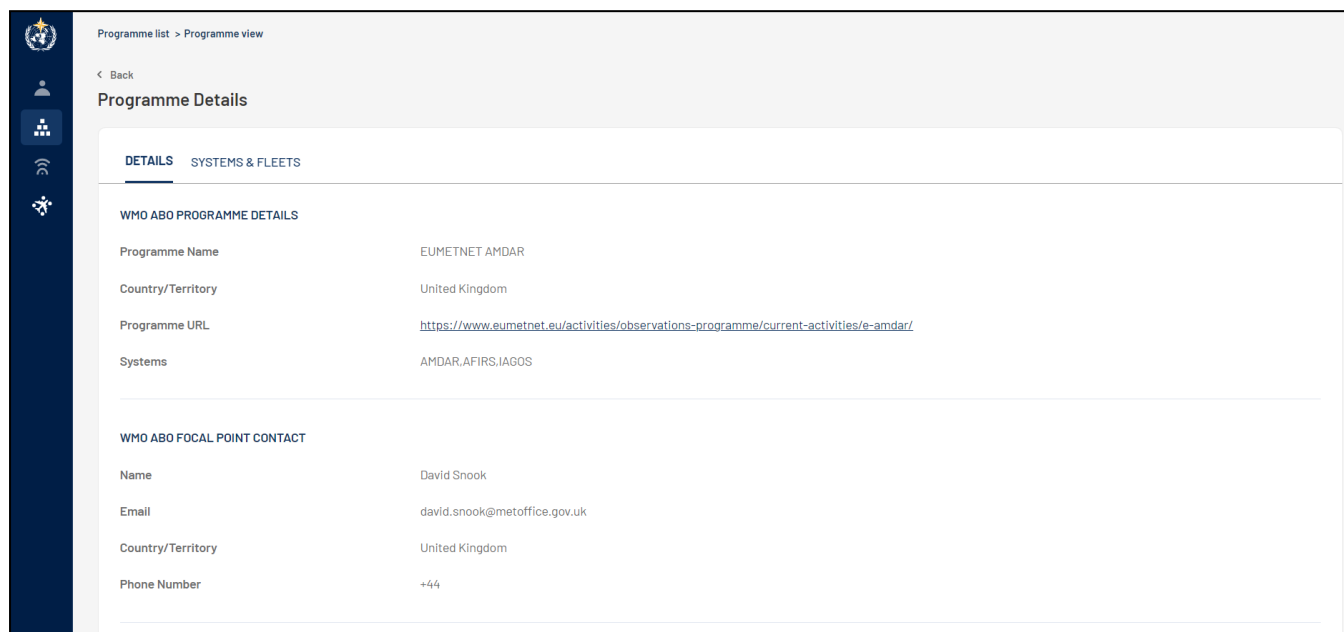 Programme list > Programme view
< Back
Programme Details
DETAILS SYSTEMS & FLEETS
WMO ABO PROGRAMME DETAILS
Programme Name EUMETNET AMDAR
Country/Territory United Kingdom
Programme URL https://www.eumetnet.eu/activities/observations-programme/current-activities/e-amdar/
Systems AMDAR,AFIRS,IAGOS
WMO ABO FOCAL POINT CONTACT
Name David Snook
Email david.snook@metoffice.gov.uk
Country/Territory United Kingdom
Phone Number +44